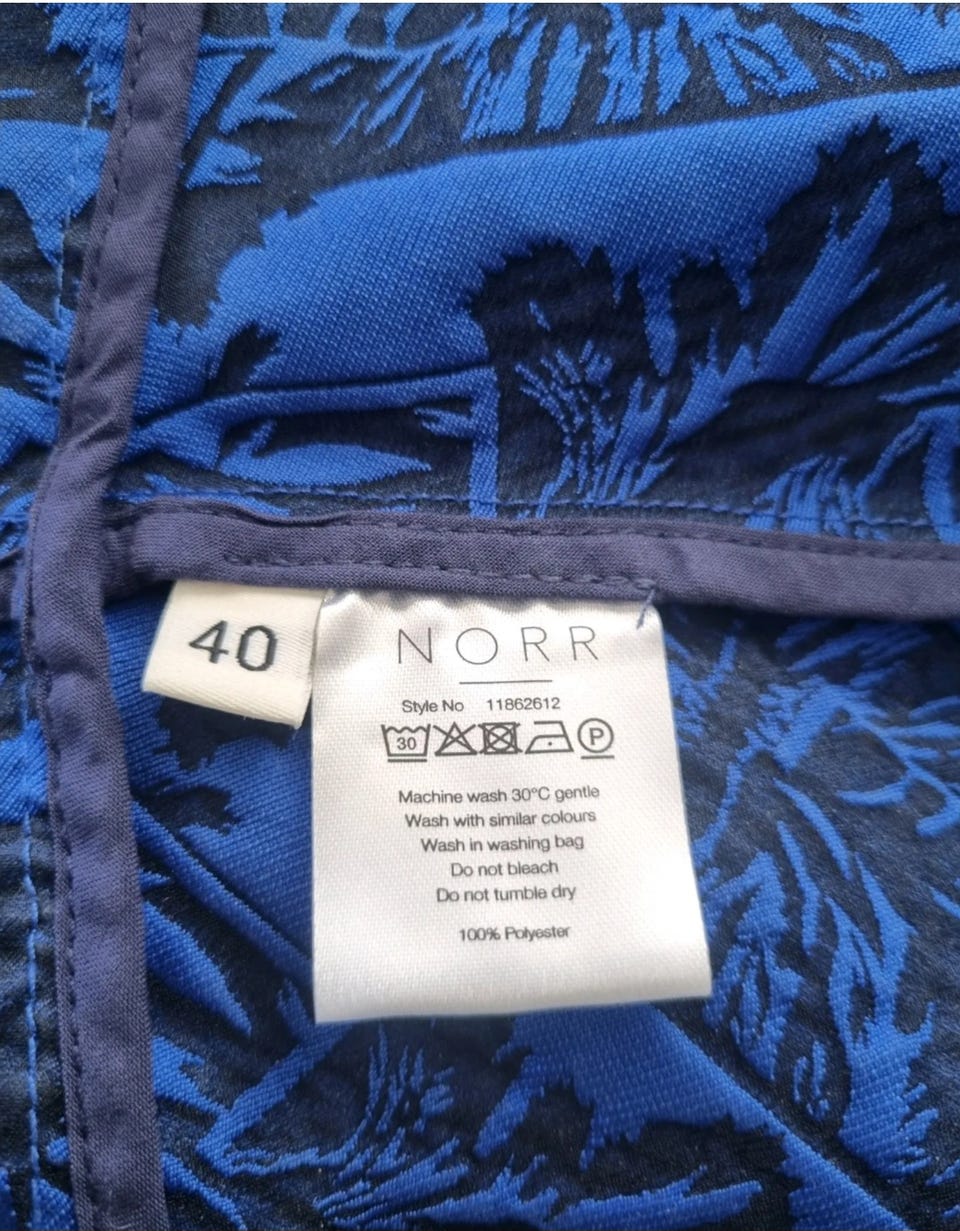 40
NORR
Style No 11862612
30 P
Machine wash 30°C gentle
Wash with similar colours
Wash in washing bag
Do not bleach
Do not tumble dry
100% Polyester